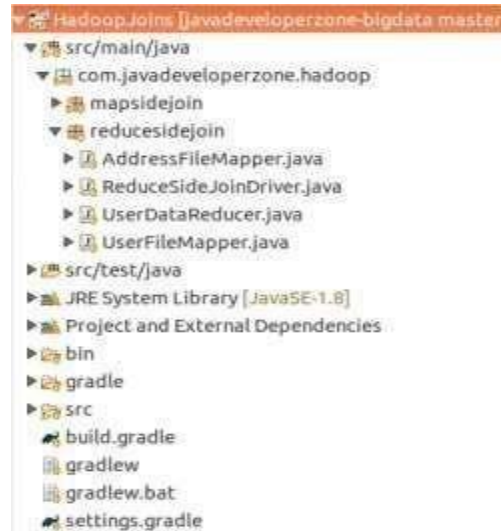 HadoopJoins [javadeveloperzone-bigdata master
src/main/java
com.javadeveloperzone.hadoop
mapsidejoin
reducesidejoin
AddressFileMapper.java
ReduceSideJoinDriver.java
UserDataReducer.java
UserFileMapper.java
src/test/java
JRE System Library [JavaSE-1.8]
Project and External Dependencies
bin
gradle
src
build.gradle
gradlew
gradlew.bat
settings.gradle